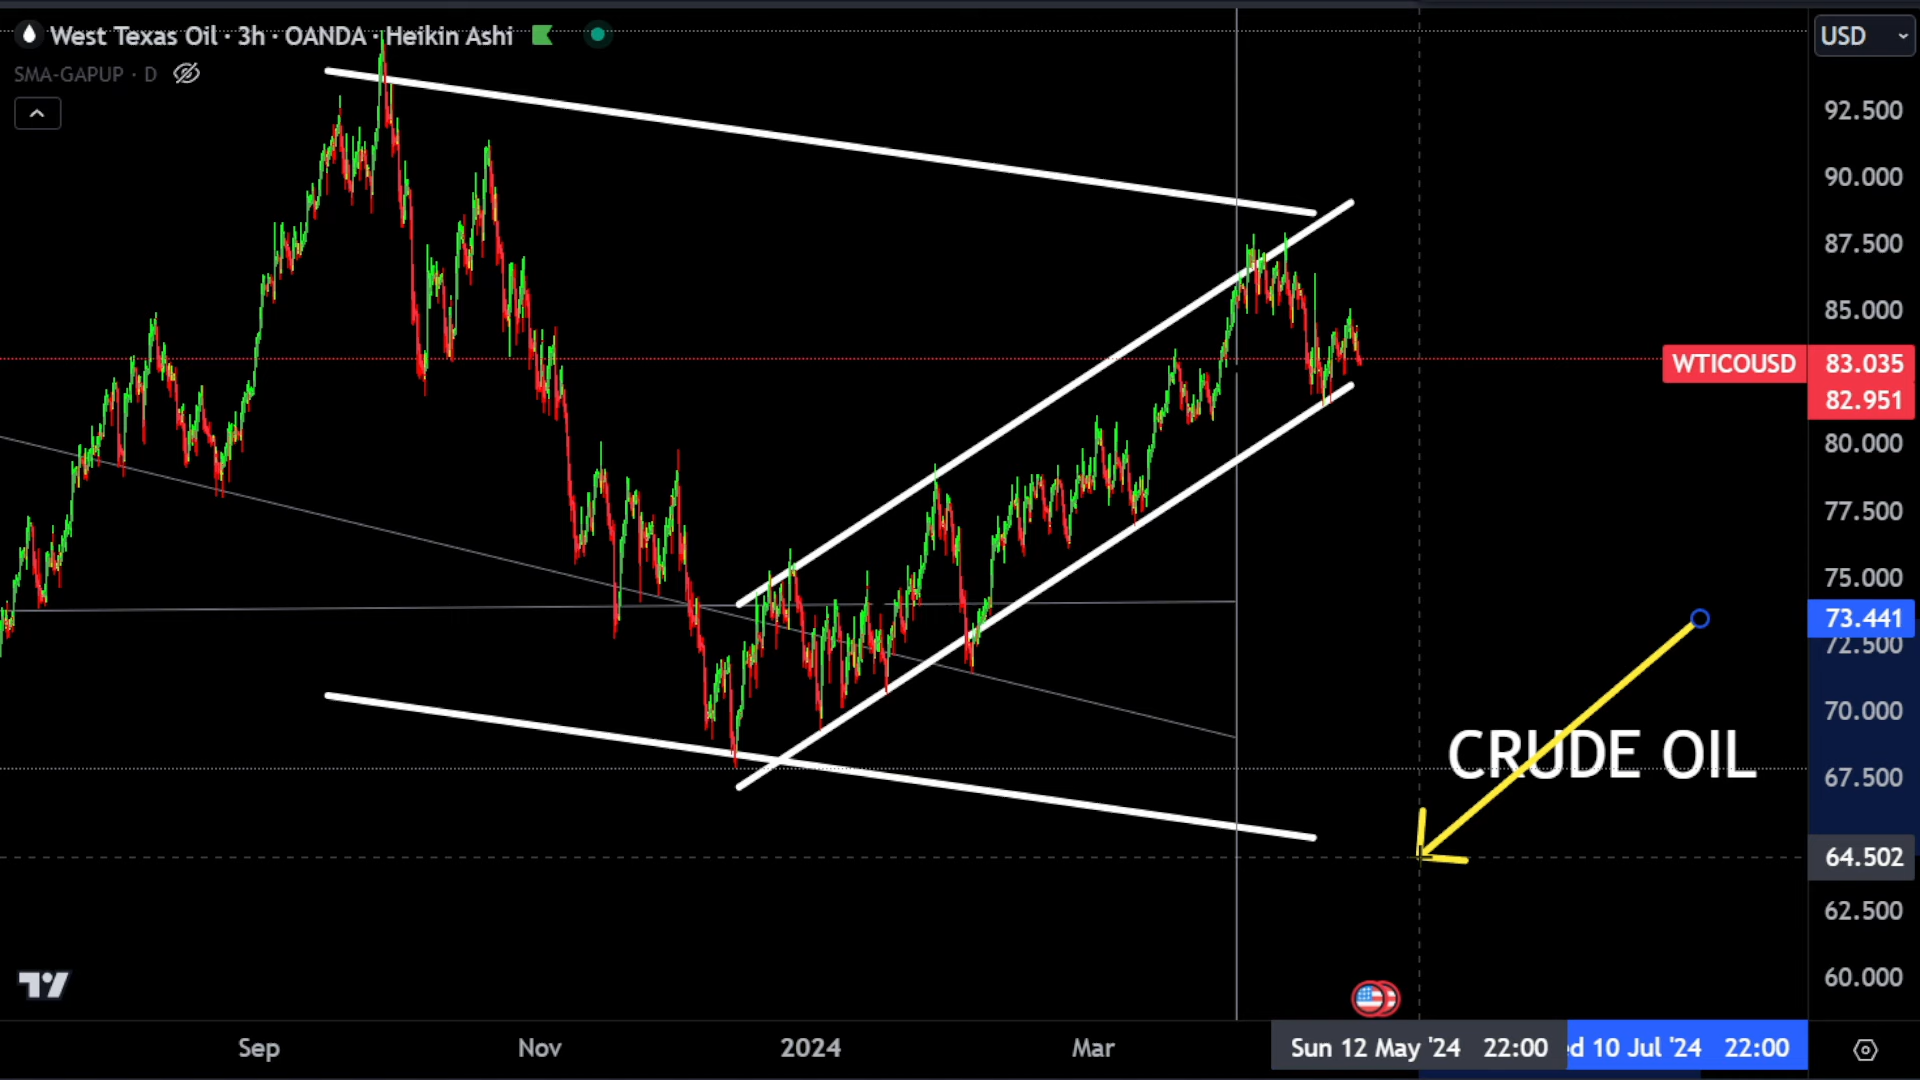 West Texas Oil · 3h · OANDA · Heikin Ashi
USD
SMA-GAPUP · D
92.500
90.000
87.500
85.000
WTICOUSD 83.035
82.951
80.000
77.500
75.000
73.441
72.500
70.000
CRUDE OIL
67.500
64.502
62.500
60.000
Sep Nov 2024 Mar Sun 12 May '24 22:00 d 10 Jul '24 22:00